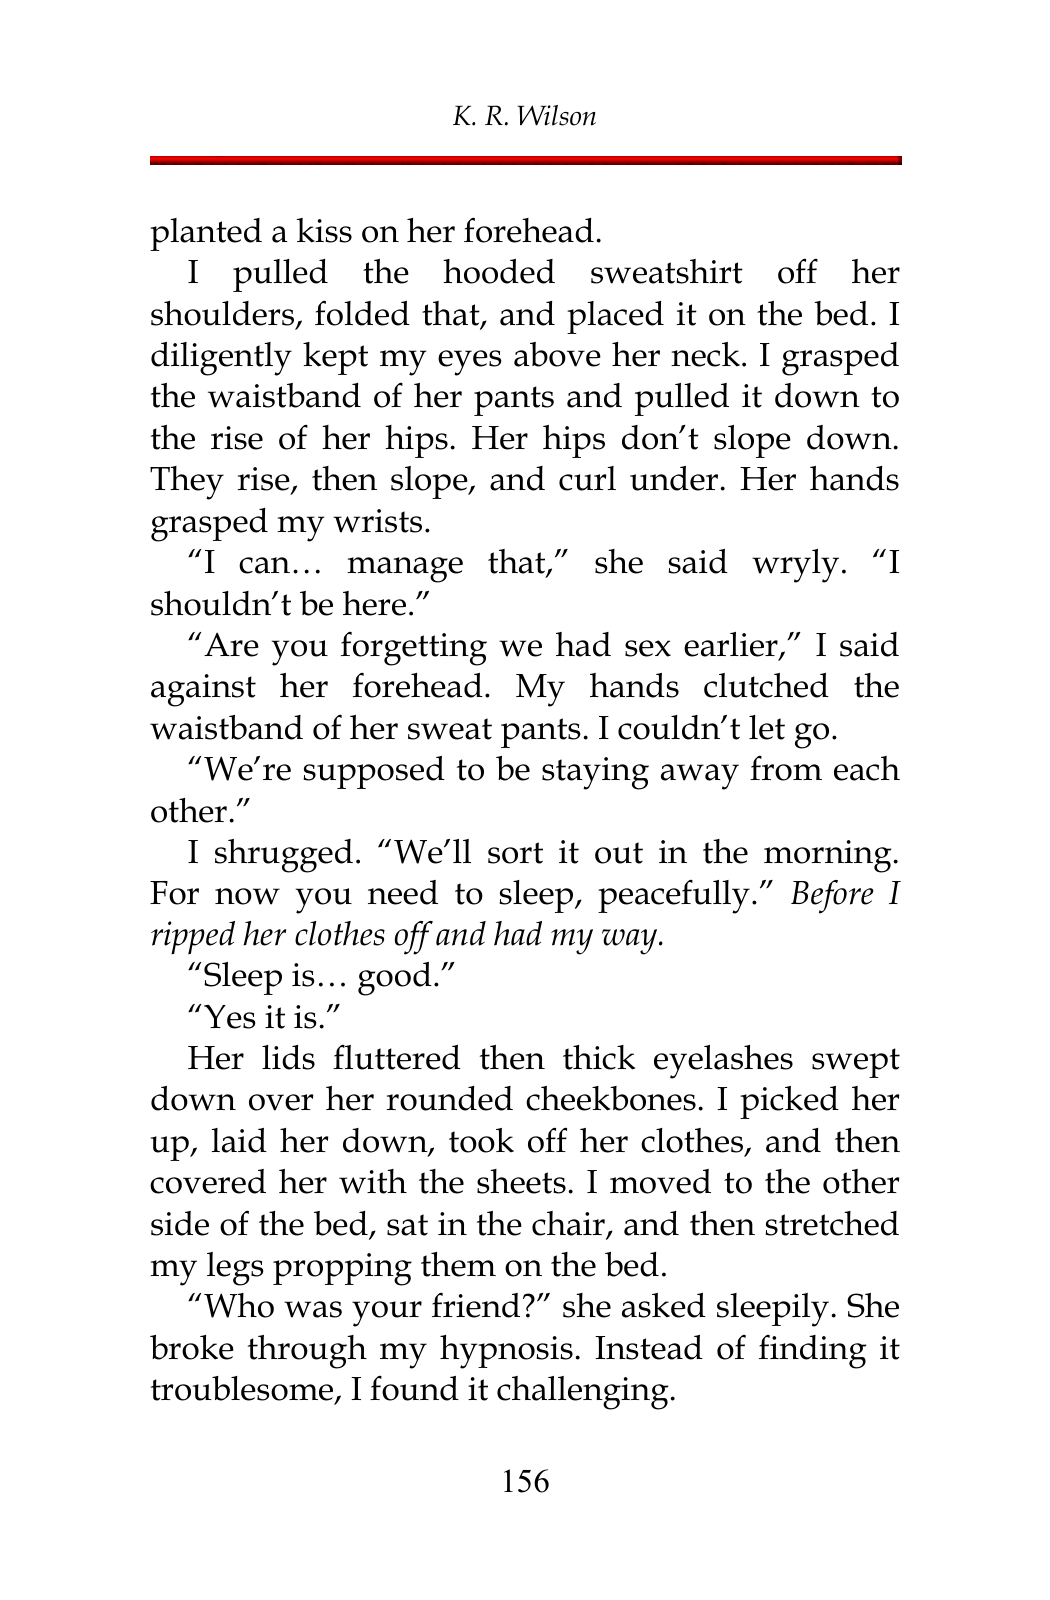 K. R. Wilson
planted a kiss on her forehead.
I pulled the hooded sweatshirt off her
shoulders, folded that, and placed it on the bed. I
diligently kept my eyes above her neck. I grasped
the waistband of her pants and pulled it down to
the rise of her hips. Her hips don’t slope down.
They rise, then slope, and curl under. Her hands
grasped my wrists.
“I can… manage that,” she said wryly. “I
shouldn’t be here.”
“Are you forgetting we had sex earlier,” I said
against her forehead. My hands clutched the
waistband of her sweat pants. I couldn’t let go.
“We’re supposed to be staying away from each
other.”
I shrugged. “We’ll sort it out in the morning.
For now you need to sleep, peacefully.” Before I
ripped her clothes off and had my way.
“Sleep is… good.”
“Yes it is.”
Her lids fluttered then thick eyelashes swept
down over her rounded cheekbones. I picked her
up, laid her down, took off her clothes, and then
covered her with the sheets. I moved to the other
side of the bed, sat in the chair, and then stretched
my legs propping them on the bed.
“Who was your friend?” she asked sleepily. She
broke through my hypnosis. Instead of finding it
troublesome, I found it challenging.
156